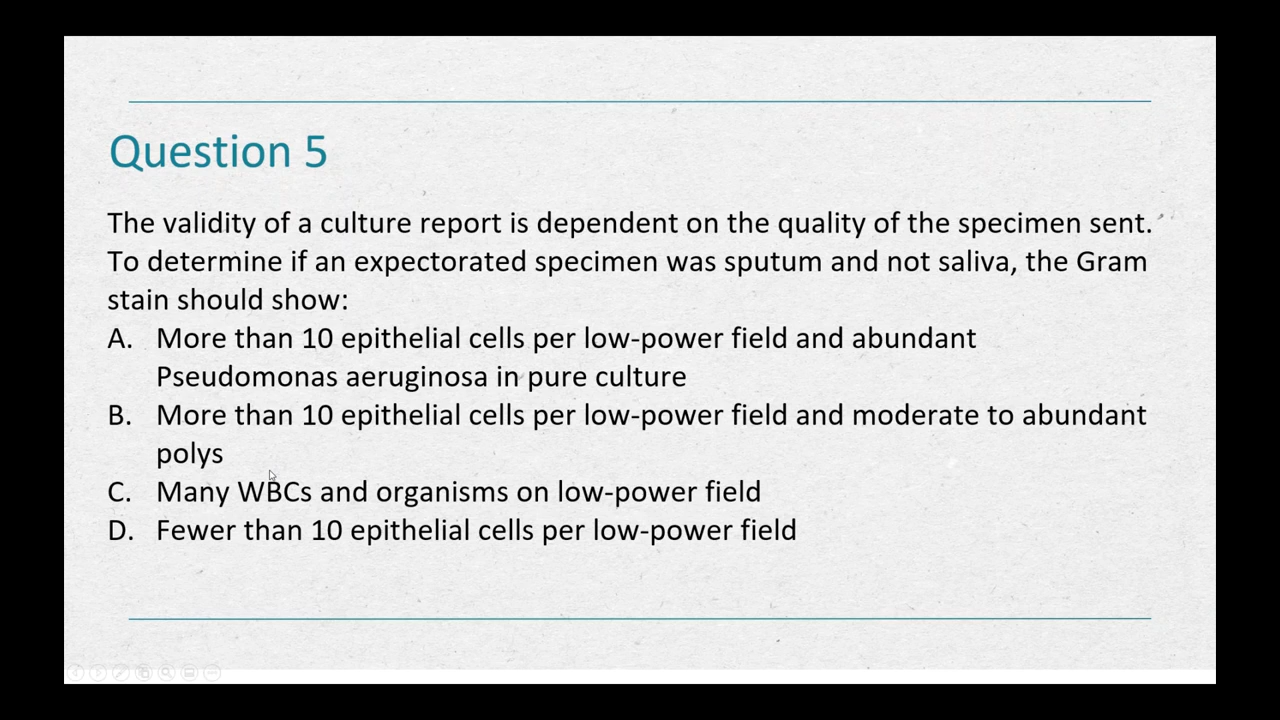 Question 5
The validity of a culture report is dependent on the quality of the specimen sent.
To determine if an expectorated specimen was sputum and not saliva, the Gram
stain should show:
A. More than 10 epithelial cells per low-power field and abundant
Pseudomonas aeruginosa in pure culture
B. More than 10 epithelial cells per low-power field and moderate to abundant
polys
C. Many WBCs and organisms on low-power field
D. Fewer than 10 epithelial cells per low-power field